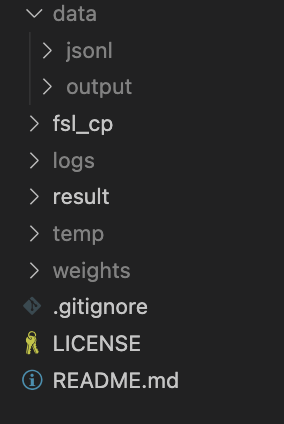 data
jsonl
output
fsl_cp
logs
result
temp
weights
.gitignore
LICENSE
README.md